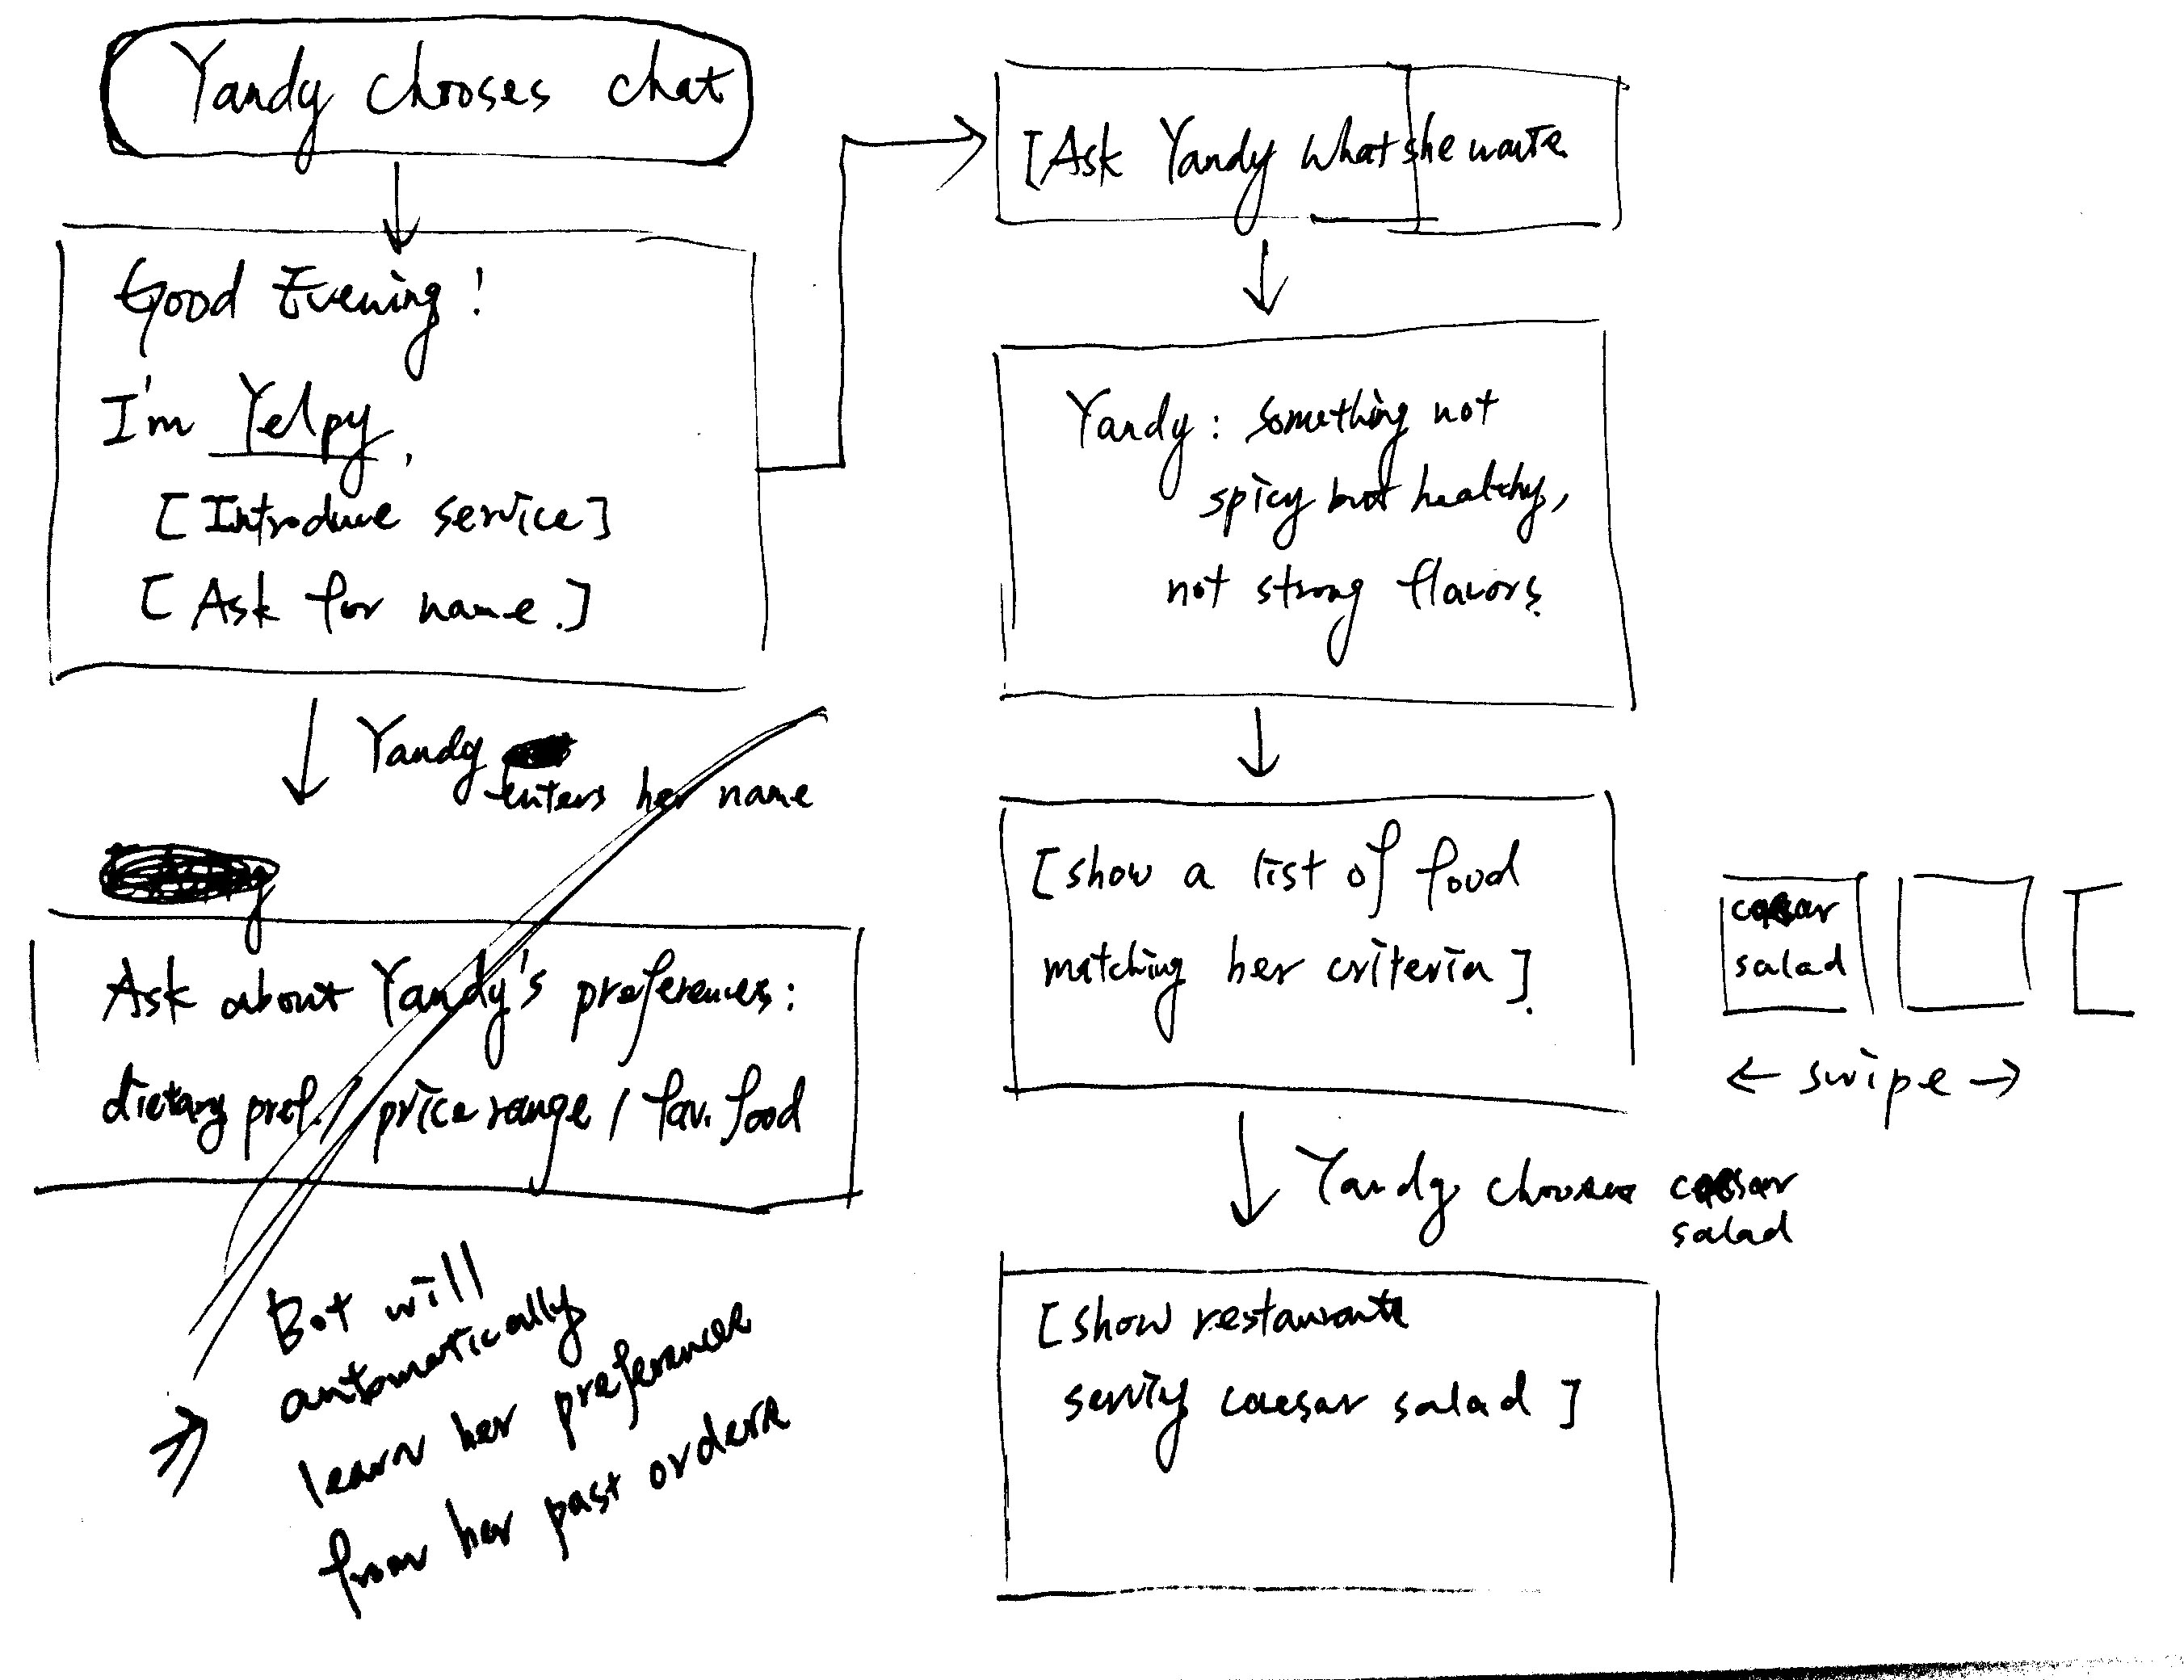 Yandy chooses chat
Good Evening!
I'm Yelpy,
[Introduce service]
[Ask for name.]
Yandy
enters her name
Ask about Yandy's preferences:
dietary pref. / price range / fav. food
Bot will
automatically
learn her preferences
from her past orders
[Ask Yandy what she wants
Yandy: something not
spicy but healthy,
not strong flavors.
[show a list of food
matching her criteria].
caesar
salad
← swipe →
Yandy chooses caesar
salad
[show restaurants
serving caesar salad]